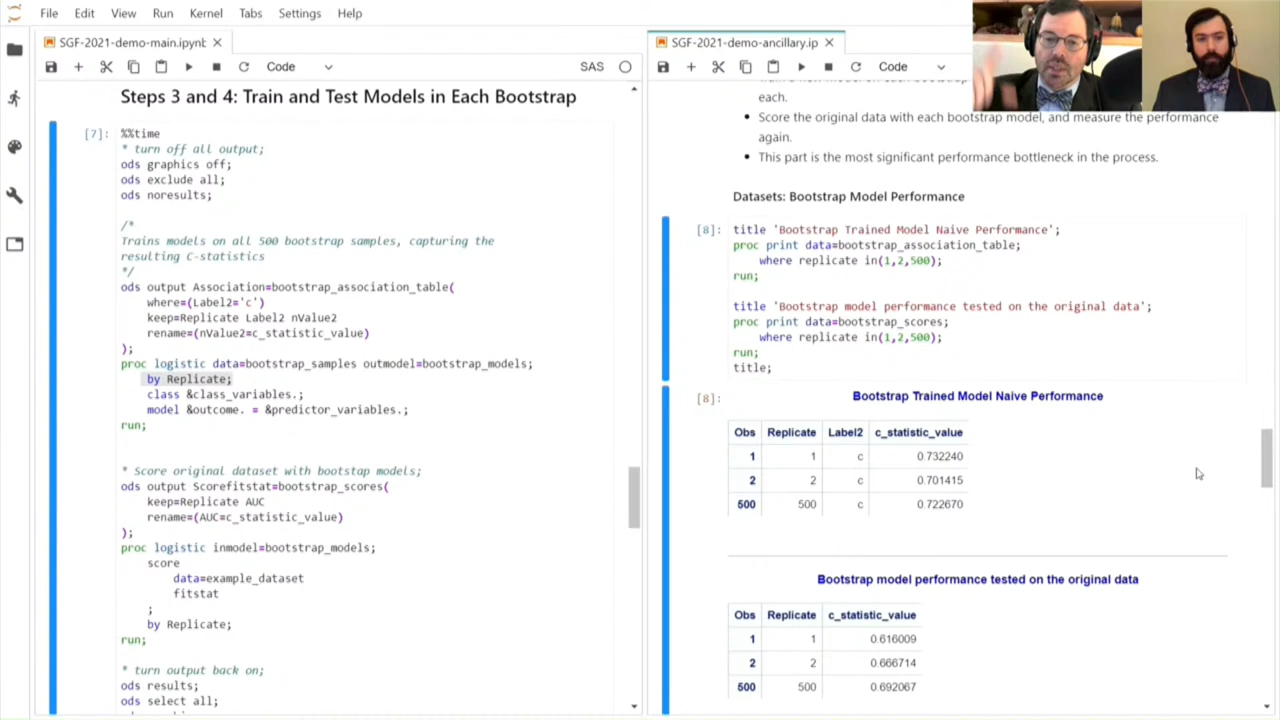 File Edit View Run Kernel Tabs Settings Help
SGF-2021-demo-main.ipynb
Code
SAS
Steps 3 and 4: Train and Test Models in Each Bootstrap
[7]:
%%time
* turn off all output;
ods graphics off;
ods exclude all;
ods noresults;
/*
Trains models on all 500 bootstrap samples, capturing the
resulting C-statistics
*/
ods output Association=bootstrap_association_table(
where=(Label2='c')
keep=Replicate Label2 nValue2
rename=(nValue2=c_statistic_value)
);
proc logistic data=bootstrap_samples outmodel=bootstrap_models;
by Replicate;
class &class_variables.;
model &outcome. = &predictor_variables.;
run;
* Score original dataset with bootstap models;
ods output Scorefitstat=bootstrap_scores(
keep=Replicate AUC
rename=(AUC=c_statistic_value)
);
proc logistic inmodel=bootstrap_models;
score
data=example_dataset
fitstat
;
by Replicate;
run;
* turn output back on;
ods results;
ods select all;
SGF-2021-demo-ancillary.ip
Code
each.
Score the original data with each bootstrap model, and measure the performance
again.
This part is the most significant performance bottleneck in the process.
Datasets: Bootstrap Model Performance
[8]:
title 'Bootstrap Trained Model Naive Performance';
proc print data=bootstrap_association_table;
where replicate in(1,2,500);
run;
title 'Bootstrap model performance tested on the original data';
proc print data=bootstrap_scores;
where replicate in(1,2,500);
run;
title;
[8]:
Bootstrap Trained Model Naive Performance
Obs Replicate Label2 c_statistic_value
1 1 c 0.732240
2 2 c 0.701415
500 500 c 0.722670
Bootstrap model performance tested on the original data
Obs Replicate c_statistic_value
1 1 0.616009
2 2 0.666714
500 500 0.692067